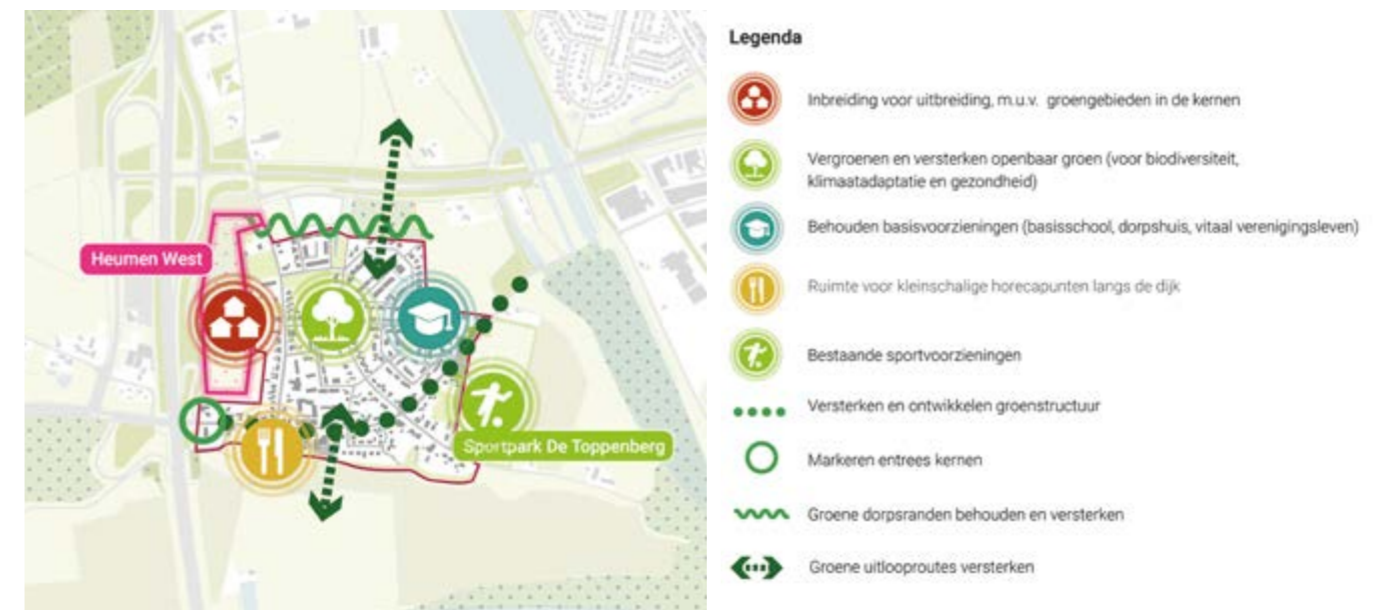 Heumen West
Sportpark De Toppenberg
Legenda
Inbreiding voor uitbreiding, m.u.v. groengebieden in de kernen
Vergroenen en versterken openbaar groen (voor biodiversiteit,
klimaatadaptatie en gezondheid)
Behouden basisvoorzieningen (basisschool, dorpshuis, vitaal verenigingsleven)
Ruimte voor kleinschalige horecapunten langs de dijk
Bestaande sportvoorzieningen
Versterken en ontwikkelen groenstructuur
Markeren entrees kernen
Groene dorpsranden behouden en versterken
Groene uitlooproutes versterken